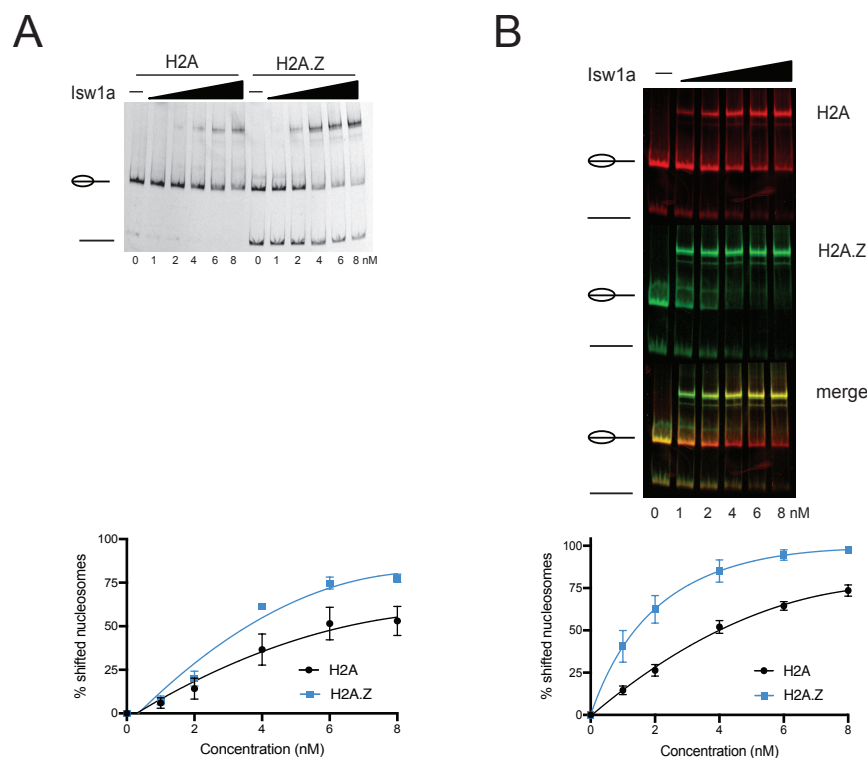 A
H2A H2A.Z
Isw1a — —
0 1 2 4 6 8 0 1 2 4 6 8 nM
100
75
50
25
0
% shifted nucleosomes
H2A
H2A.Z
0 2 4 6 8
Concentration (nM)
B
Isw1a —
H2A
H2A.Z
merge
0 1 2 4 6 8 nM
100
75
50
25
0
% shifted nucleosomes
H2A
H2A.Z
0 2 4 6 8
Concentration (nM)